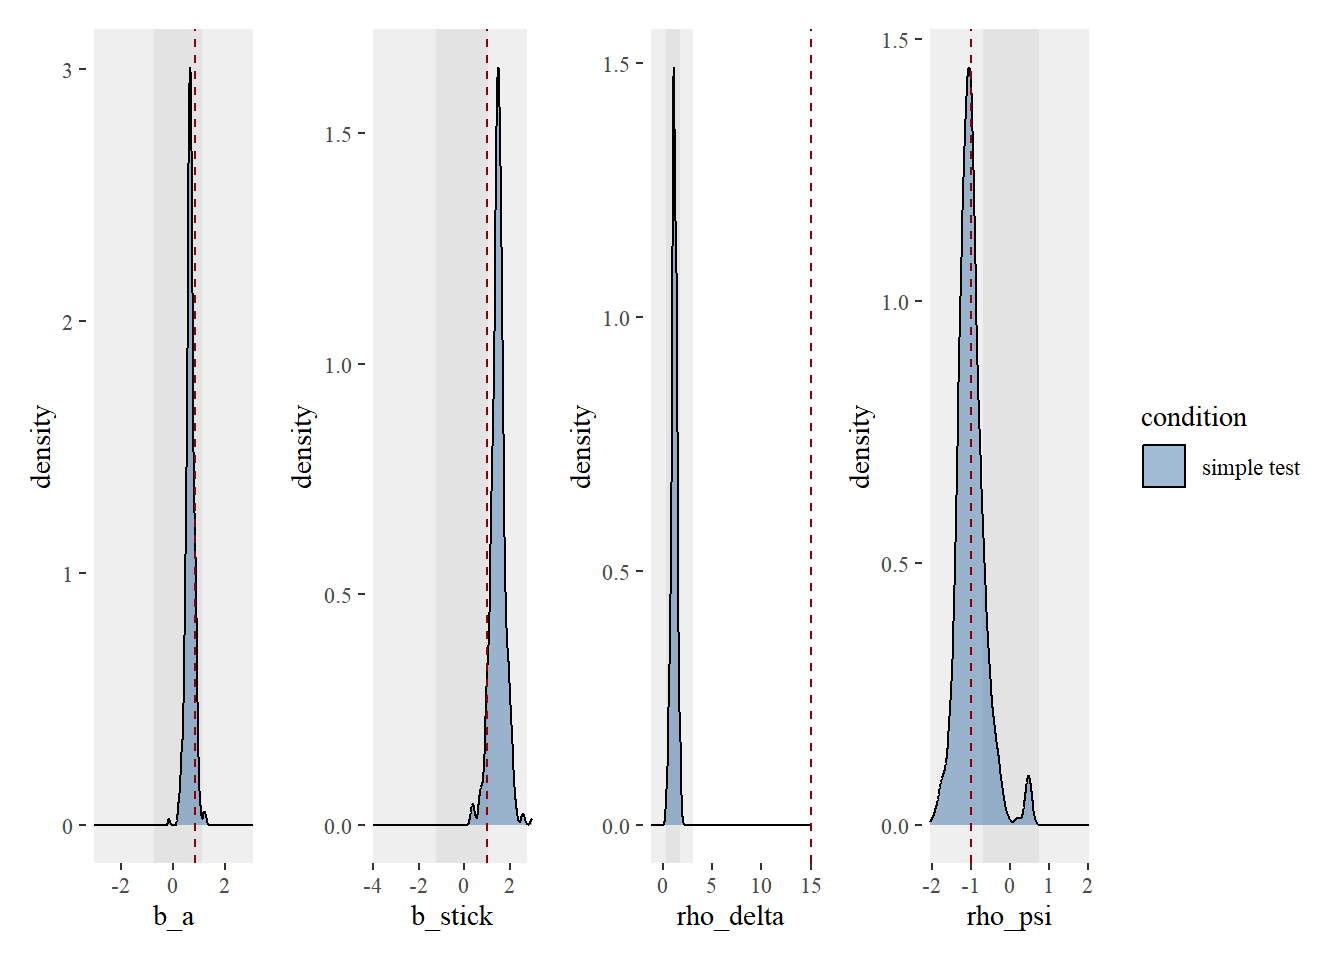 density
3
2
1
0
-2 0 2
b_a
density
1.5
1.0
0.5
0.0
-4 -2 0 2
b_stick
density
1.5
1.0
0.5
0.0
0 5 10 15
rho_delta
density
1.5
1.0
0.5
0.0
-2 -1 0 1 2
rho_psi
condition
simple test